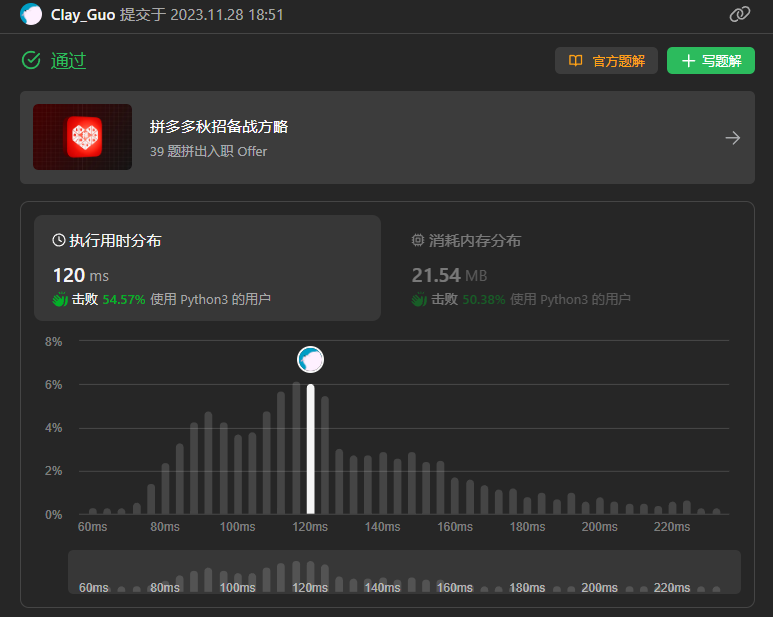 Clay_Guo 提交于 2023.11.28 18:51
通过
官方题解
写题解
拼多多秋招备战方略
39 题拼出入职 Offer
执行用时分布
120 ms
击败 54.57% 使用 Python3 的用户
消耗内存分布
21.54 MB
击败 50.38% 使用 Python3 的用户
8%
6%
4%
2%
0%
60ms 80ms 100ms 120ms 140ms 160ms 180ms 200ms 220ms
60ms 80ms 100ms 120ms 140ms 160ms 180ms 200ms 220ms